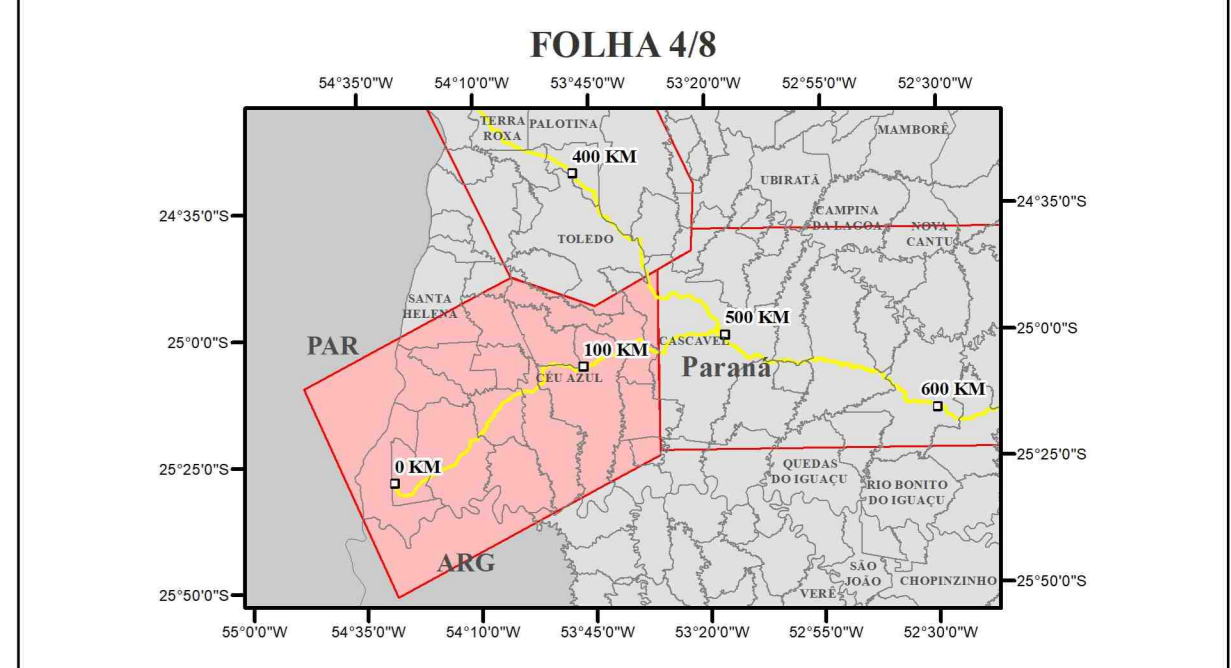 FOLHA 4/8
54°35'0"W 54°10'0"W 53°45'0"W 53°20'0"W 52°55'0"W 52°30'0"W
TERRA
ROXA
PALOTINA
MAMBORÊ
400 KM
UBIRATÃ
24°35'0"S
24°35'0"S
CAMPINA
DA LAGOA
NOVA
CANTU
TOLEDO
SANTA
HELENA
500 KM
25°0'0"S
25°0'0"S
PAR
100 KM
CASCAVEL
Paraná
CÉU AZUL
600 KM
25°25'0"S
25°25'0"S
0 KM
QUEDAS
DO IGUAÇU
RIO BONITO
DO IGUAÇU
ARG
SÃO
JOÃO
CHOPINZINHO
VERÊ
25°50'0"S
25°50'0"S
55°0'0"W 54°35'0"W 54°10'0"W 53°45'0"W 53°20'0"W 52°55'0"W 52°30'0"W